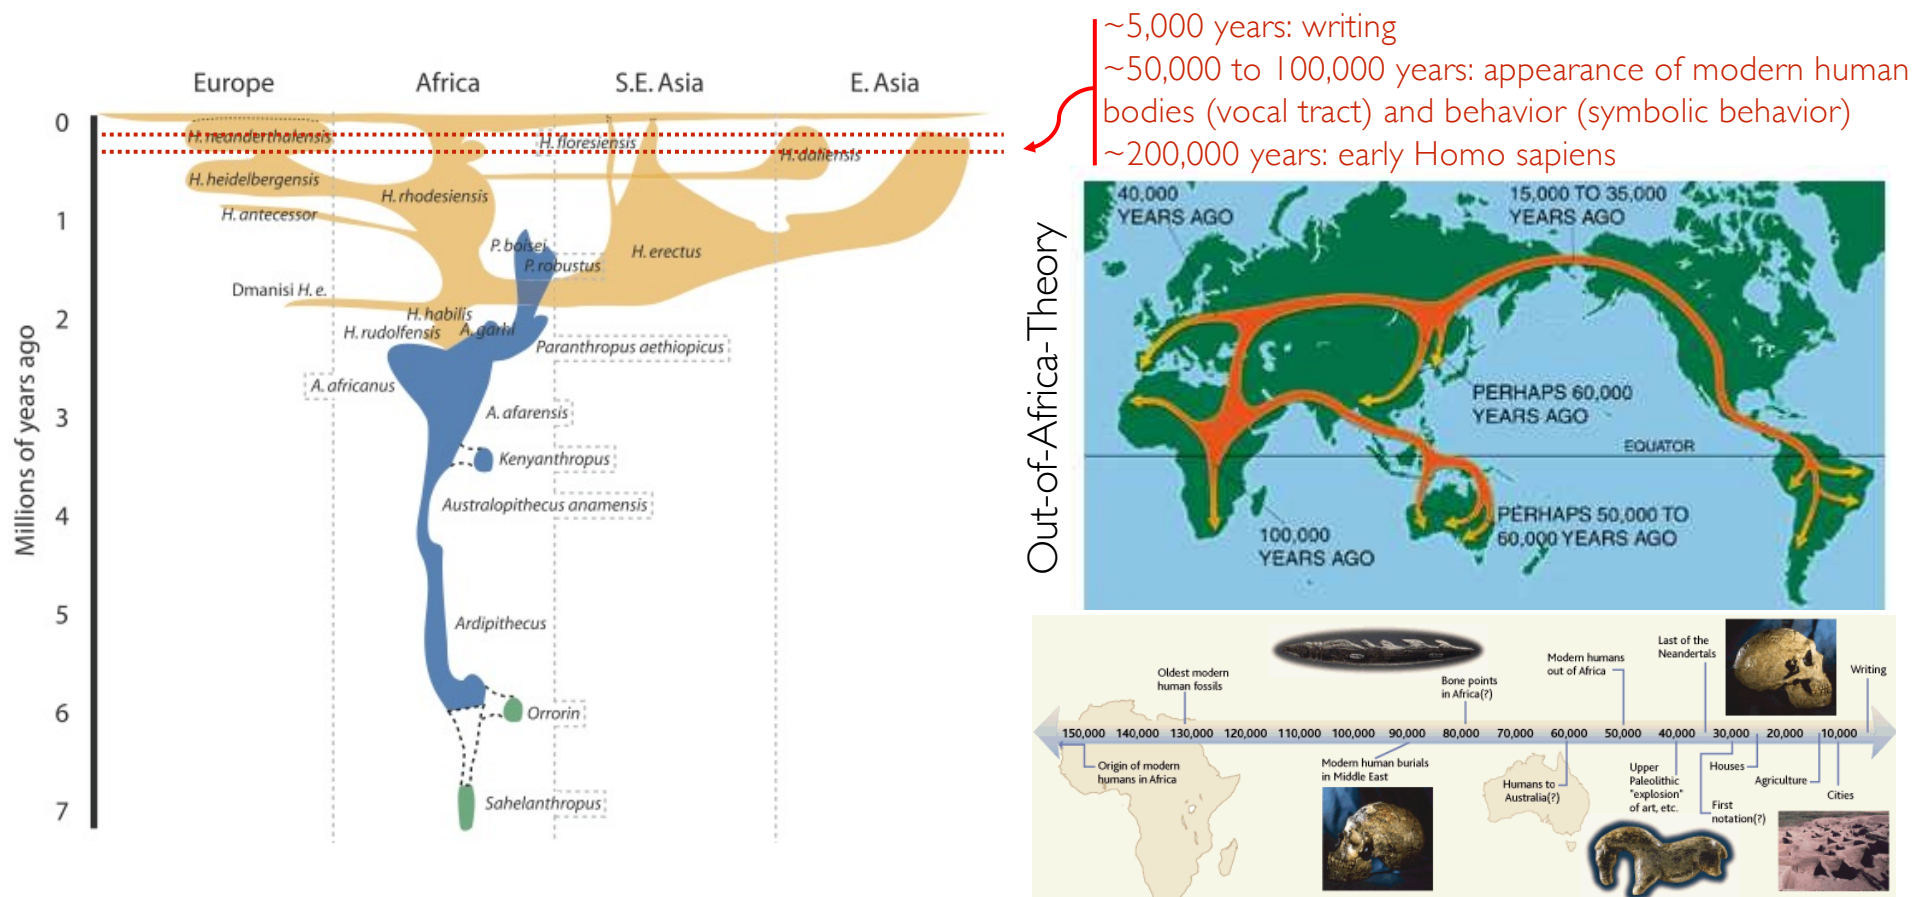 ~5,000 years: writing
~50,000 to 100,000 years: appearance of modern human
bodies (vocal tract) and behavior (symbolic behavior)
~200,000 years: early Homo sapiens
Europe
Africa
S.E. Asia
E. Asia
Millions of years ago
0
1
2
3
4
5
6
7
H. neanderthalensis
H. floresiensis
H. daliensis
H. heidelbergensis
H. rhodesiensis
H. antecessor
P. boisei
P. robustus
H. erectus
Dmanisi H. e.
H. habilis
H. rudolfensis
A. garhi
Paranthropus aethiopicus
A. africanus
A. afarensis
Kenyanthropus
Australopithecus anamensis
Ardipithecus
Orrorin
Sahelanthropus
Out-of-Africa-Theory
40,000
YEARS AGO
15,000 TO 35,000
YEARS AGO
PERHAPS 60,000
YEARS AGO
EQUATOR
100,000
YEARS AGO
PERHAPS 50,000 TO
60,000 YEARS AGO
Oldest modern
human fossils
Bone points
in Africa(?)
Modern humans
out of Africa
Last of the
Neandertals
Writing
150,000 140,000 130,000 120,000 110,000 100,000 90,000 80,000 70,000 60,000 50,000 40,000 30,000 20,000 10,000
Origin of modern
humans in Africa
Modern human burials
in Middle East
Humans to
Australia(?)
Upper
Paleolithic
"explosion"
of art, etc.
Houses
First
notation(?)
Agriculture
Cities